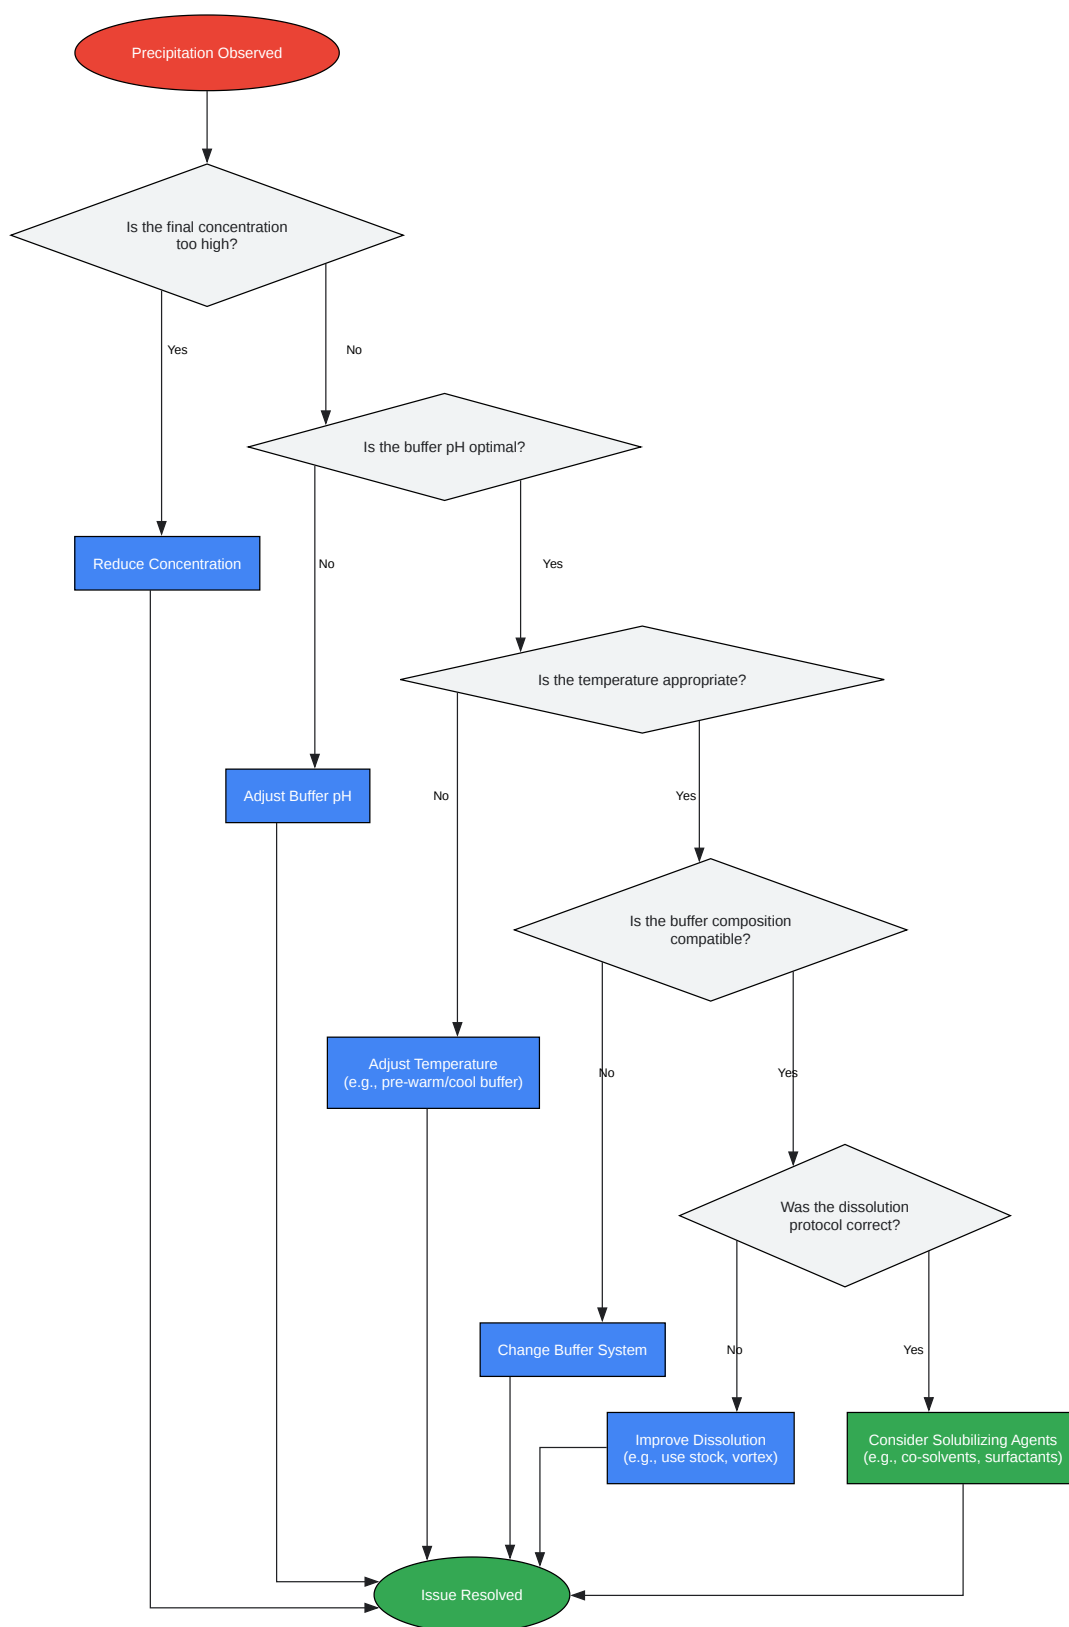 Precipitation Observed
Is the final concentration
too high?
Yes
No
Is the buffer pH optimal?
Reduce Concentration
No
Yes
Is the temperature appropriate?
Adjust Buffer pH
No
Yes
Is the buffer composition
compatible?
Adjust Temperature
(e.g., pre-warm/cool buffer)
No
Yes
Was the dissolution
protocol correct?
Change Buffer System
No
Yes
Improve Dissolution
(e.g., use stock, vortex)
Consider Solubilizing Agents
(e.g., co-solvents, surfactants)
Issue Resolved